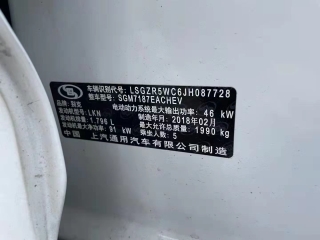 车辆识别代号 LSGZR5WC6JH087728
整车型号: SGM7187EACHEV
电动动力系统最大输出功率: 46 kW
品牌: 别克
发动机型号: LKN 制造年月: 2018年02月
发动机排量: 1.796 L 最大允许总质量: 1990 kg
发动机最大净功率: 91 kW 乘坐人数: 5
中国 上汽通用汽车有限公司制造